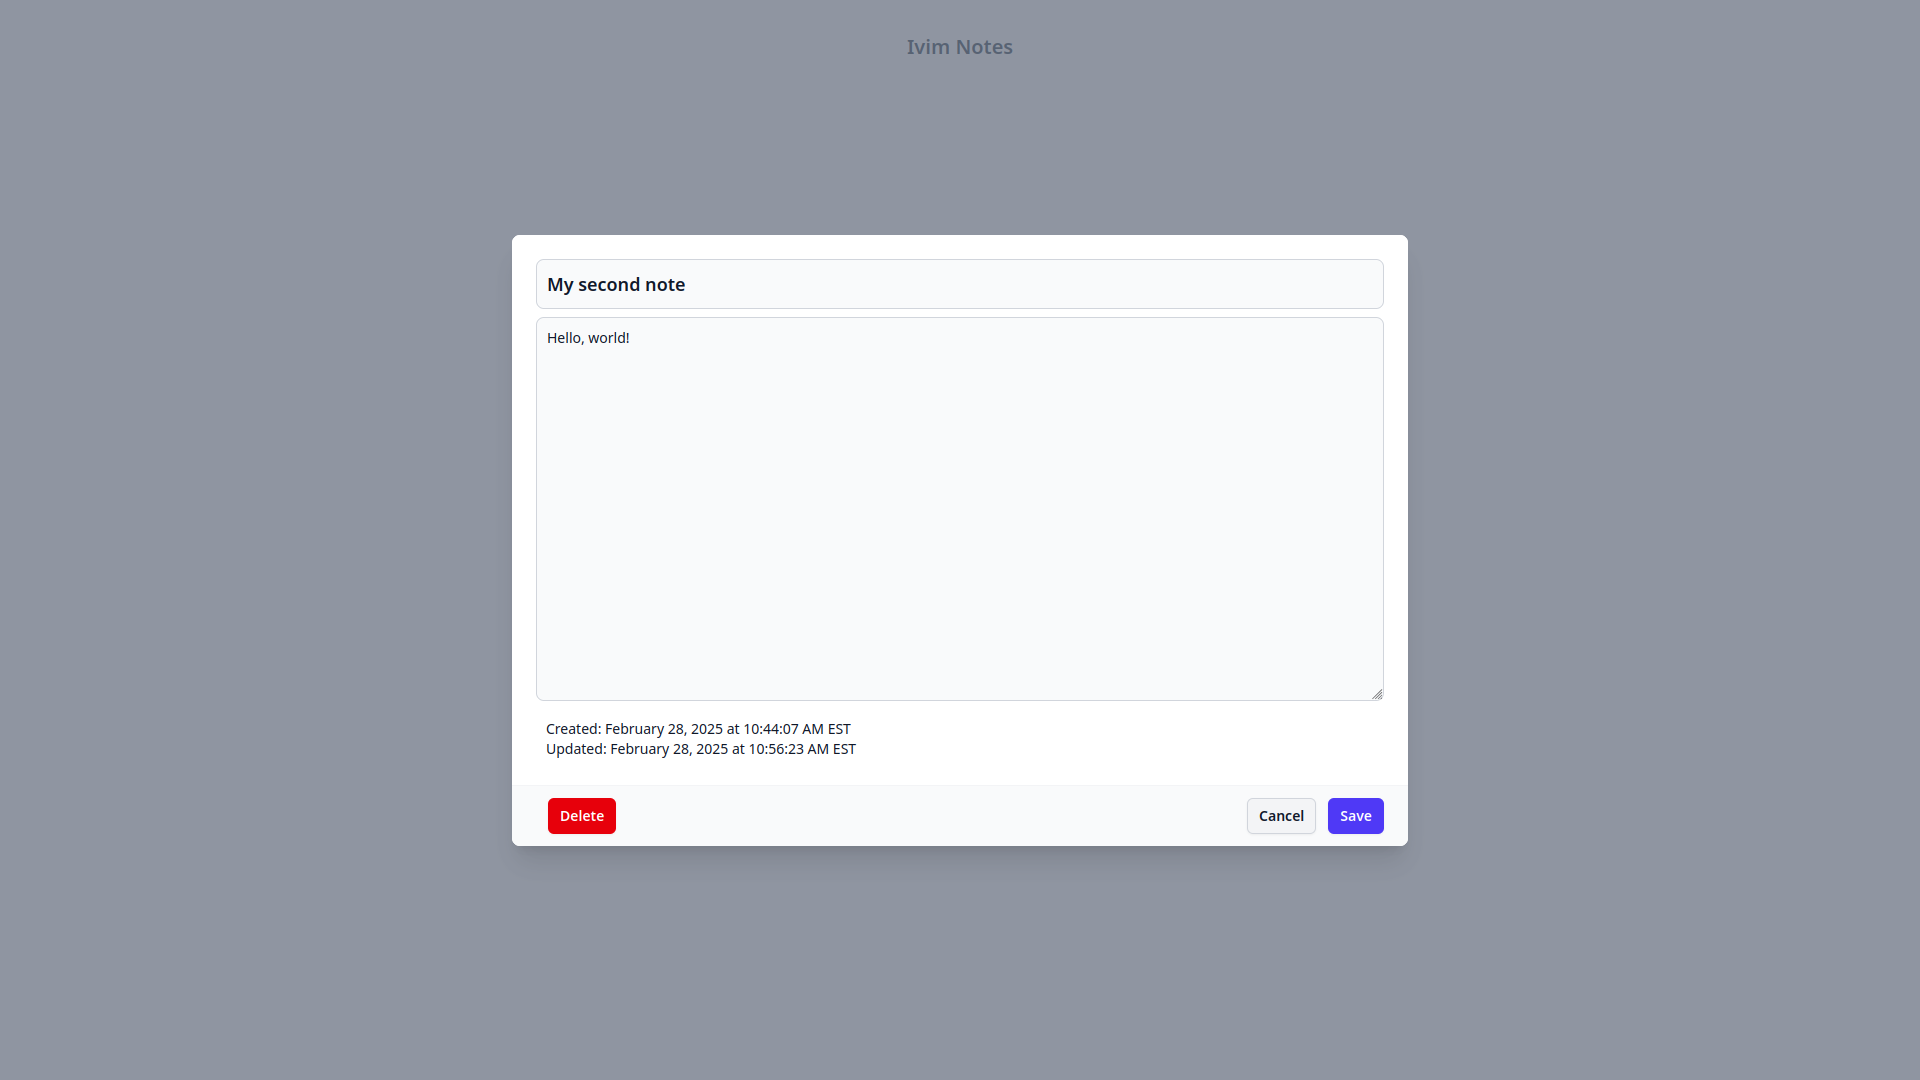 Ivim Notes
My second note
Hello, world!
Created: February 28, 2025 at 10:44:07 AM EST
Updated: February 28, 2025 at 10:56:23 AM EST
Delete
Cancel
Save